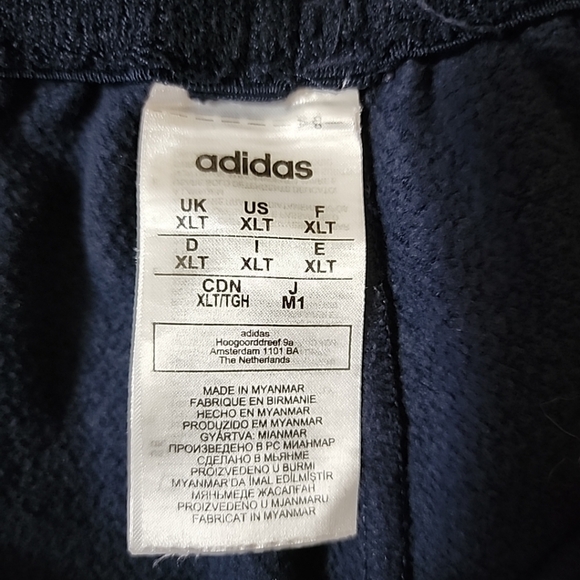 adidas
UK US F
XLT XLT XLT
D I E
XLT XLT XLT
CDN J
XLT/TGH M1
adidas
Hoogoorddreef 9a
Amsterdam 1101 BA
The Netherlands
MADE IN MYANMAR
FABRIQUE EN BIRMANIE
HECHO EN MYANMAR
PRODUZIDO EM MYANMAR
GYÁRTVA: MIANMAR
ПРОИЗВЕДЕНО В РС МИАНМАР
СДЕЛАНО В МЬЯНМЕ
PROIZVEDENO U BURMI
MYANMAR'DA İMAL EDİLMİŞTİR
МЯНЬМЕДЕ ЖАСАЛҒАН
PROIZVEDENO U MJANMARU
FABRICAT IN MYANMAR